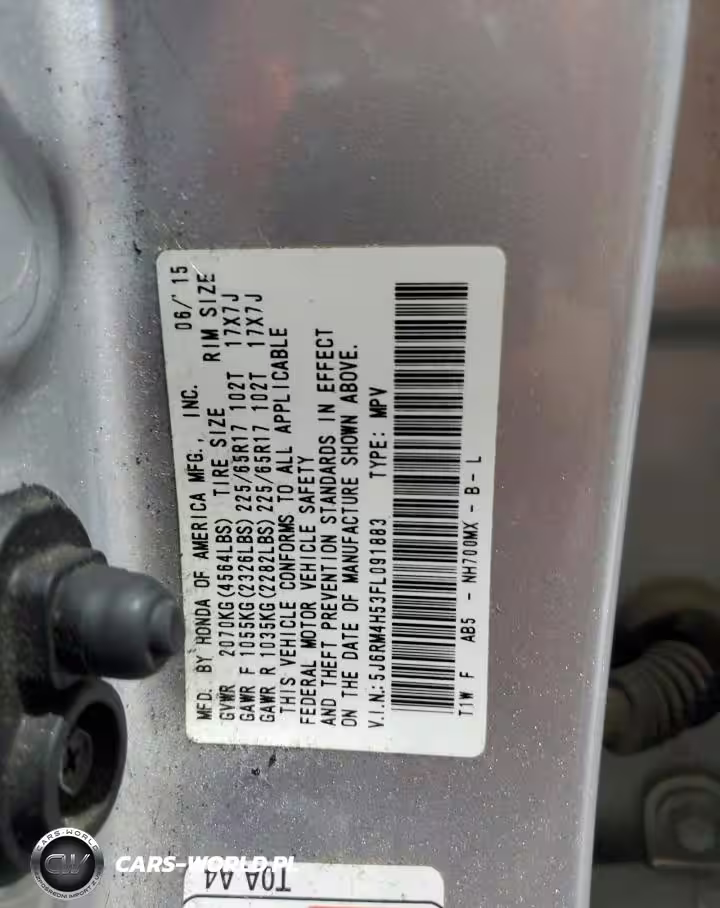 MFD. BY HONDA OF AMERICA MFG., INC. 06/'15
GVWR 2070KG(4564LBS) TIRE SIZE RIM SIZE
GAWR F 1055KG(2326LBS) 225/65R17 102T 17X7J
GAWR R 1035KG(2282LBS) 225/65R17 102T 17X7J
THIS VEHICLE CONFORMS TO ALL APPLICABLE
FEDERAL MOTOR VEHICLE SAFETY
AND THEFT PREVENTION STANDARDS IN EFFECT
ON THE DATE OF MANUFACTURE SHOWN ABOVE.
V.I.N.: 5J6RM4H53FL091883 TYPE: MPV
T1W F AB5 - NH700MX - B - L
T0A A4
CARS-WORLD
CW
CARS-WORLD.PL